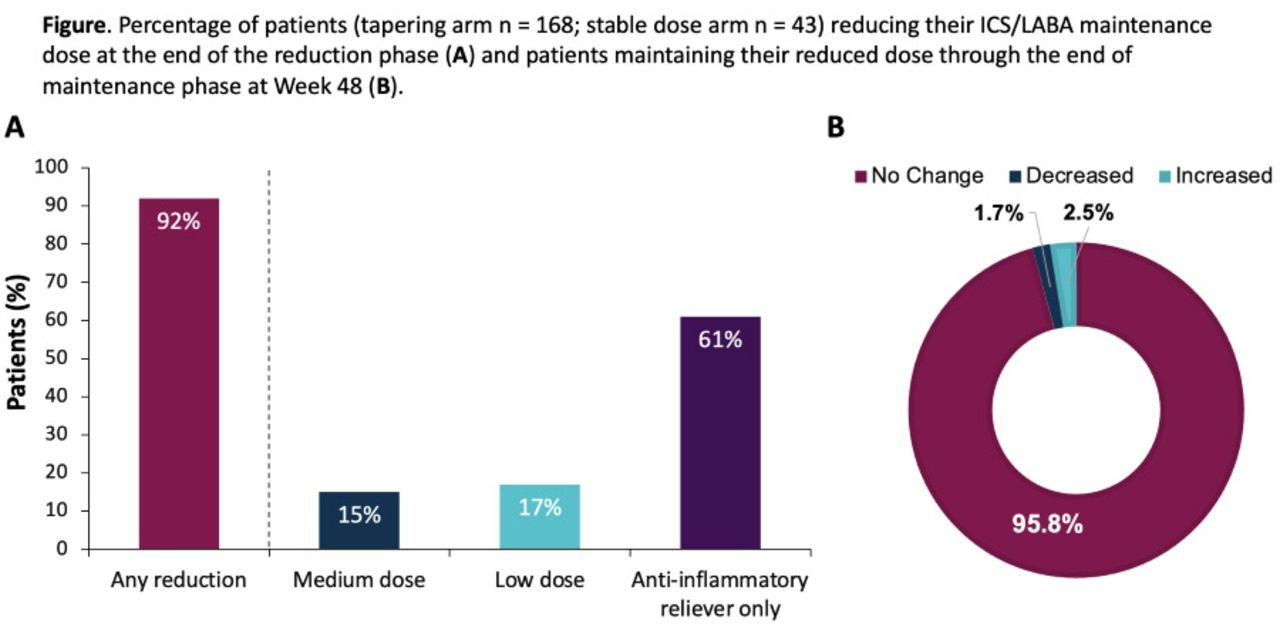 Figure. Percentage of patients (tapering arm n = 168; stable dose arm n = 43) reducing their ICS/LABA maintenance
dose at the end of the reduction phase (A) and patients maintaining their reduced dose through the end of
maintenance phase at Week 48 (B).
A
Patients (%)
100
90
80
70
60
50
40
30
20
10
0
92%
15%
17%
61%
Any reduction
Medium dose
Low dose
Anti-inflammatory
reliever only
B
No Change
Decreased
Increased
1.7%
2.5%
95.8%